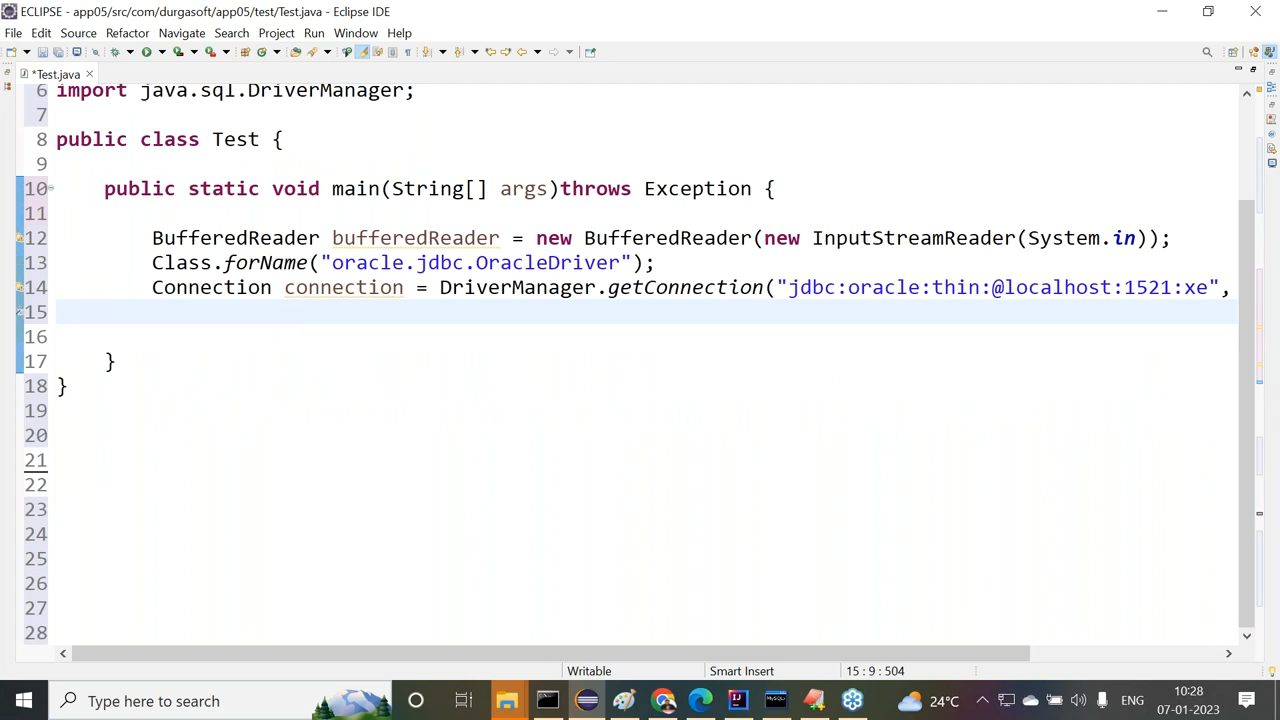 ECLIPSE - app05/src/com/durgasoft/app05/test/Test.java - Eclipse IDE
File Edit Source Refactor Navigate Search Project Run Window Help
*Test.java
6 import java.sql.DriverManager;
7
8 public class Test {
9
10 public static void main(String[] args)throws Exception {
11
12 BufferedReader bufferedReader = new BufferedReader(new InputStreamReader(System.in));
13 Class.forName("oracle.jdbc.OracleDriver");
14 Connection connection = DriverManager.getConnection("jdbc:oracle:thin:@localhost:1521:xe",
15
16
17 }
18 }
19
20
21
22
23
24
25
26
27
28
Writable Smart Insert 15 : 9 : 504
Type here to search 24°C ENG 10:28
07-01-2023